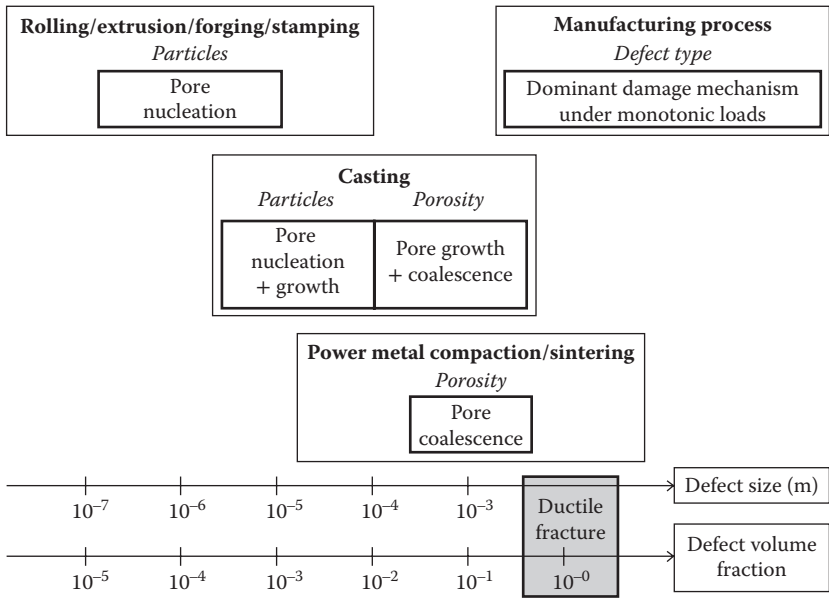 Rolling/extrusion/forging/stamping
Particles
Pore
nucleation
Manufacturing process
Defect type
Dominant damage mechanism
under monotonic loads
Casting
Particles
Pore
nucleation
+ growth
Porosity
Pore growth
+ coalescence
Power metal compaction/sintering
Porosity
Pore
coalescence
10⁻⁷ 10⁻⁶ 10⁻⁵ 10⁻⁴ 10⁻³
Defect size (m)
Ductile
fracture
10⁻⁵ 10⁻⁴ 10⁻³ 10⁻² 10⁻¹ 10⁻⁰
Defect volume
fraction